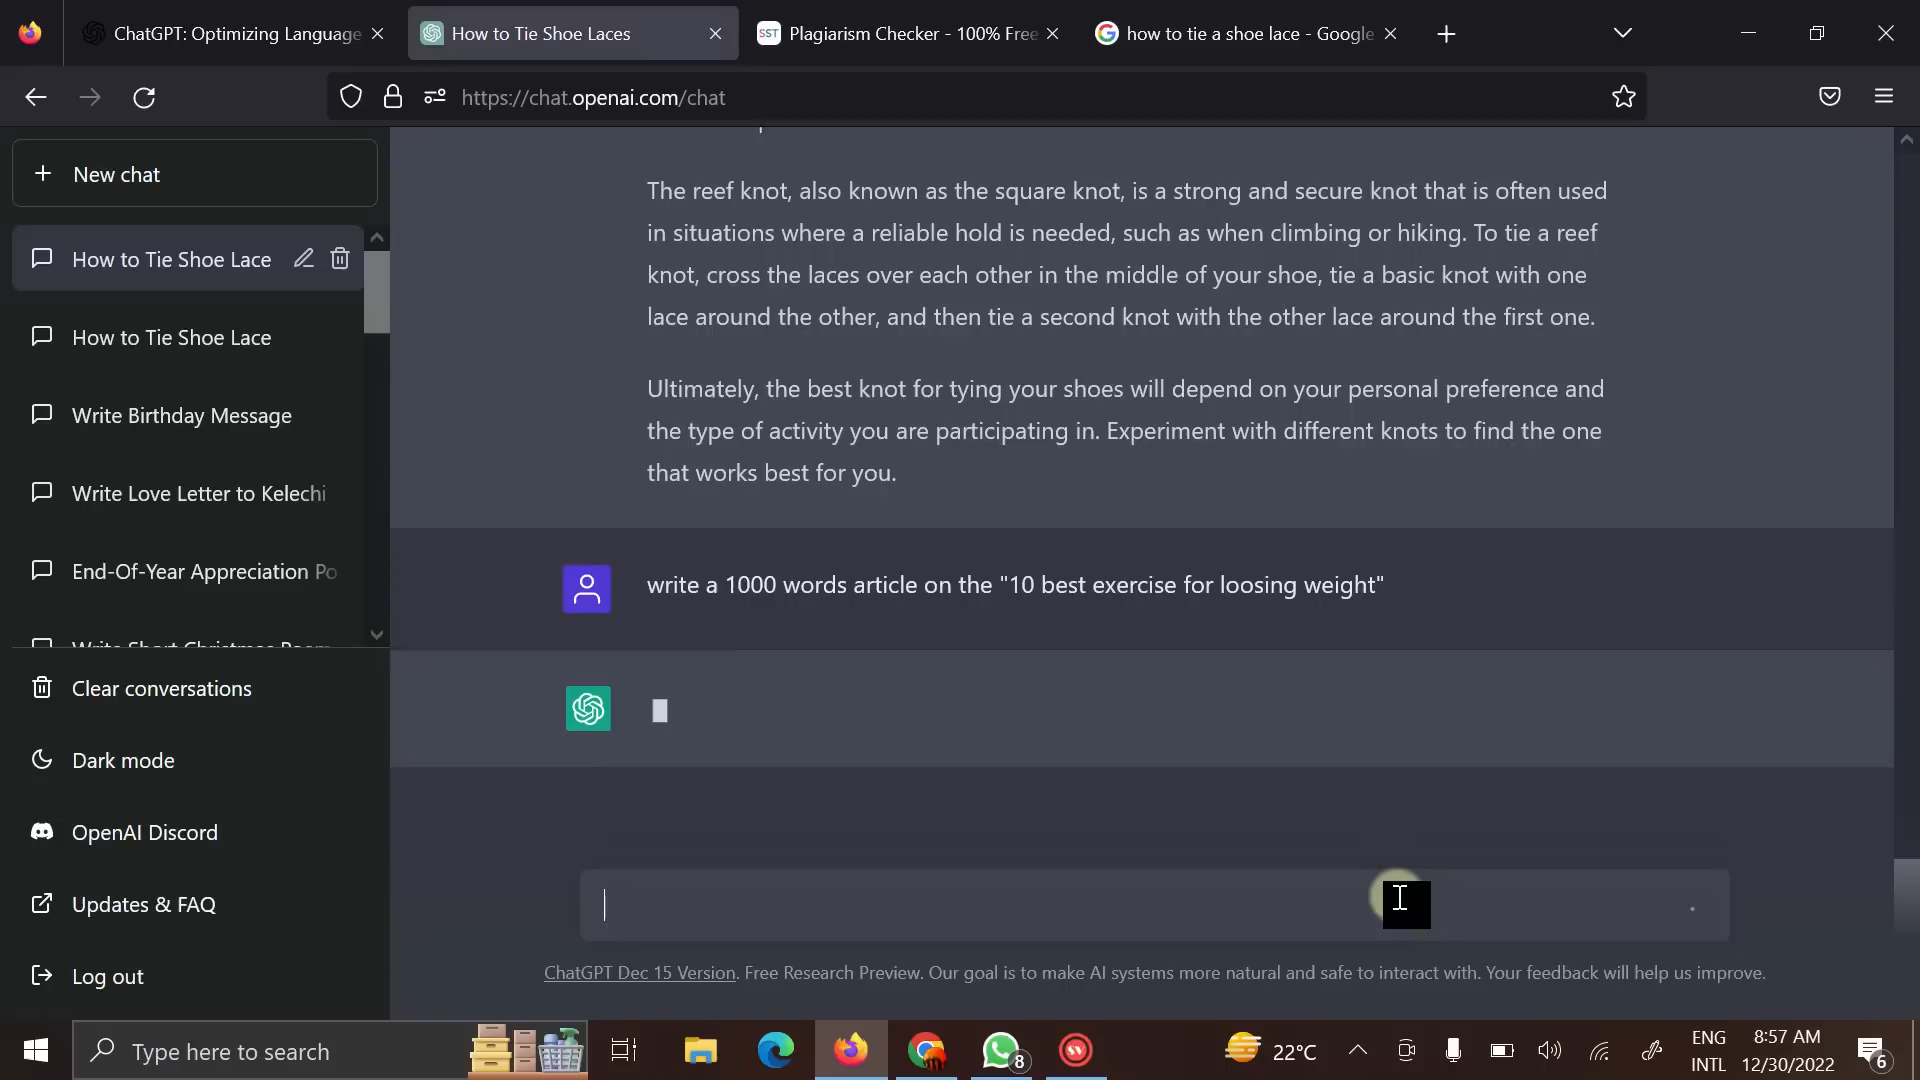 ChatGPT: Optimizing Language
How to Tie Shoe Laces
SST
Plagiarism Checker - 100% Free
how to tie a shoe lace - Google
https://chat.openai.com/chat
New chat
How to Tie Shoe Lace
How to Tie Shoe Lace
Write Birthday Message
Write Love Letter to Kelechi
End-Of-Year Appreciation Po
Write Short Christmas Poem
Clear conversations
Dark mode
OpenAI Discord
Updates & FAQ
Log out
The reef knot, also known as the square knot, is a strong and secure knot that is often used
in situations where a reliable hold is needed, such as when climbing or hiking. To tie a reef
knot, cross the laces over each other in the middle of your shoe, tie a basic knot with one
lace around the other, and then tie a second knot with the other lace around the first one.
Ultimately, the best knot for tying your shoes will depend on your personal preference and
the type of activity you are participating in. Experiment with different knots to find the one
that works best for you.
write a 1000 words article on the "10 best exercise for loosing weight"
ChatGPT Dec 15 Version. Free Research Preview. Our goal is to make AI systems more natural and safe to interact with. Your feedback will help us improve.
Type here to search
8
22°C
ENG
INTL
8:57 AM
12/30/2022
6